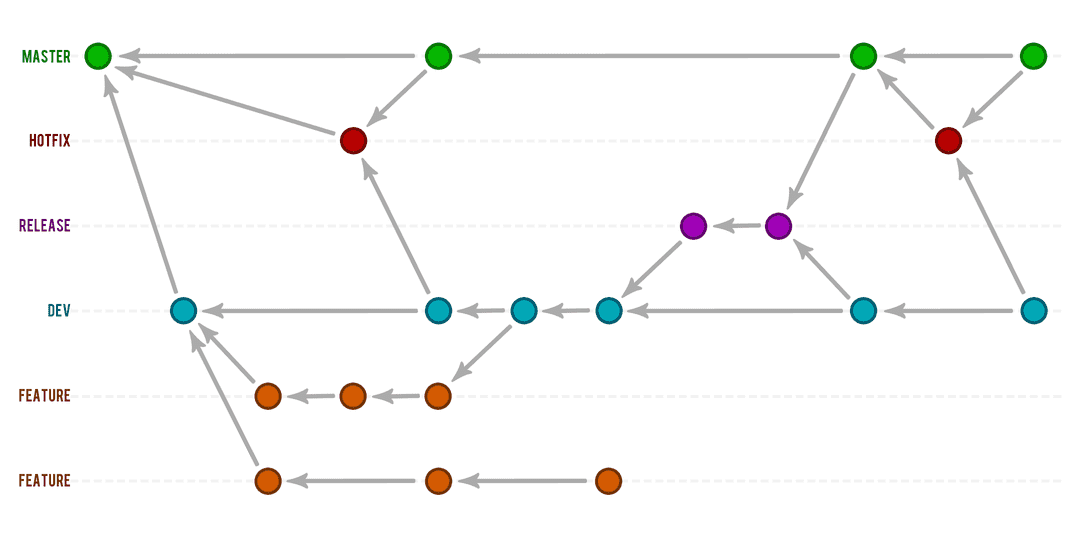 MASTER
HOTFIX
RELEASE
DEV
FEATURE
FEATURE